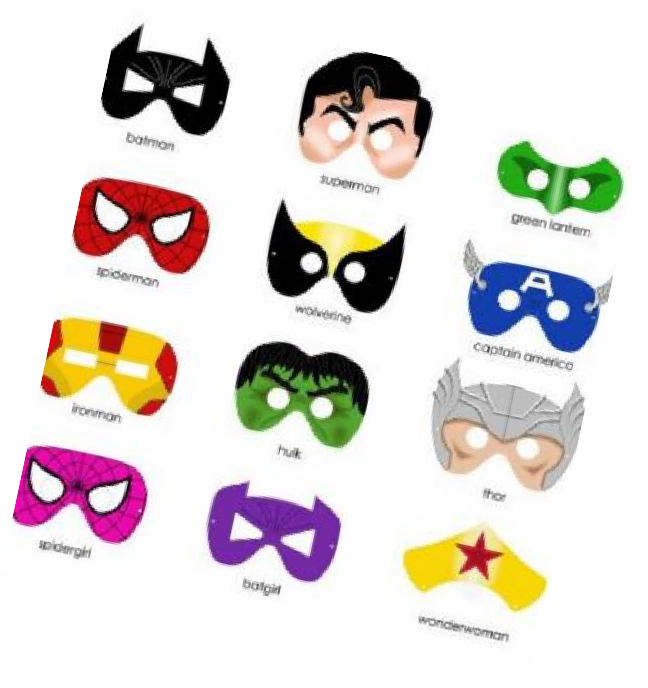 batman
superman
green lantern
spiderman
wolverine
captain america
A
ironman
hulk
thor
spidergirl
batgirl
wonderwoman